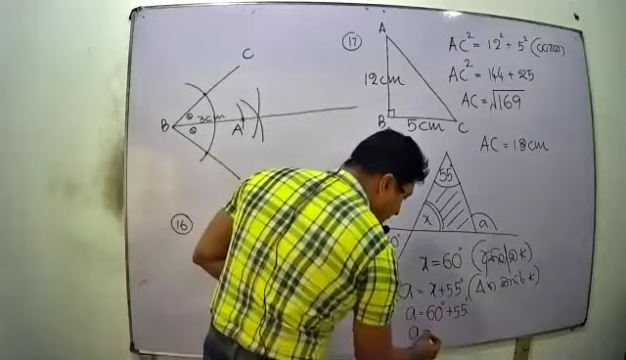 C
B
3cm
A
16
17
A
12cm
B
5cm
C
AC² = 12² + 5²
AC² = 144 + 25
AC = √169
AC = 13cm
55°
x
a
x = 60°
a = x + 55°
a = 60° + 55°
a =